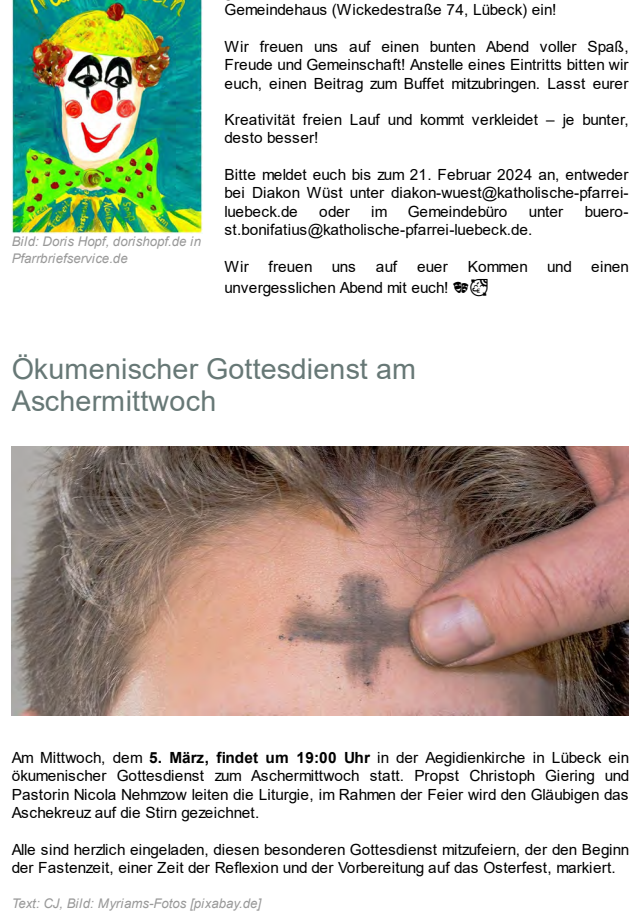 Gemeindehaus (Wickedestraße 74, Lübeck) ein!
Wir freuen uns auf einen bunten Abend voller Spaß,
Freude und Gemeinschaft! Anstelle eines Eintritts bitten wir
euch, einen Beitrag zum Buffet mitzubringen. Lasst eurer
Kreativität freien Lauf und kommt verkleidet – je bunter,
desto besser!
Bitte meldet euch bis zum 21. Februar 2024 an, entweder
bei Diakon Wüst unter diakon-wuest@katholische-pfarrei-
luebeck.de oder im Gemeindebüro unter buero-
st.bonifatius@katholische-pfarrei-luebeck.de.
Wir freuen uns auf euer Kommen und einen
unvergesslichen Abend mit euch! 🎭🥳
Bild: Doris Hopf, dorishopf.de in
Pfarrbriefservice.de
Ökumenischer Gottesdienst am
Aschermittwoch
Am Mittwoch, dem 5. März, findet um 19:00 Uhr in der Aegidienkirche in Lübeck ein
ökumenischer Gottesdienst zum Aschermittwoch statt. Propst Christoph Giering und
Pastorin Nicola Nehmzow leiten die Liturgie, im Rahmen der Feier wird den Gläubigen das
Aschekreuz auf die Stirn gezeichnet.
Alle sind herzlich eingeladen, diesen besonderen Gottesdienst mitzufeiern, der den Beginn
der Fastenzeit, einer Zeit der Reflexion und der Vorbereitung auf das Osterfest, markiert.
Text: CJ, Bild: Myriams-Fotos [pixabay.de]